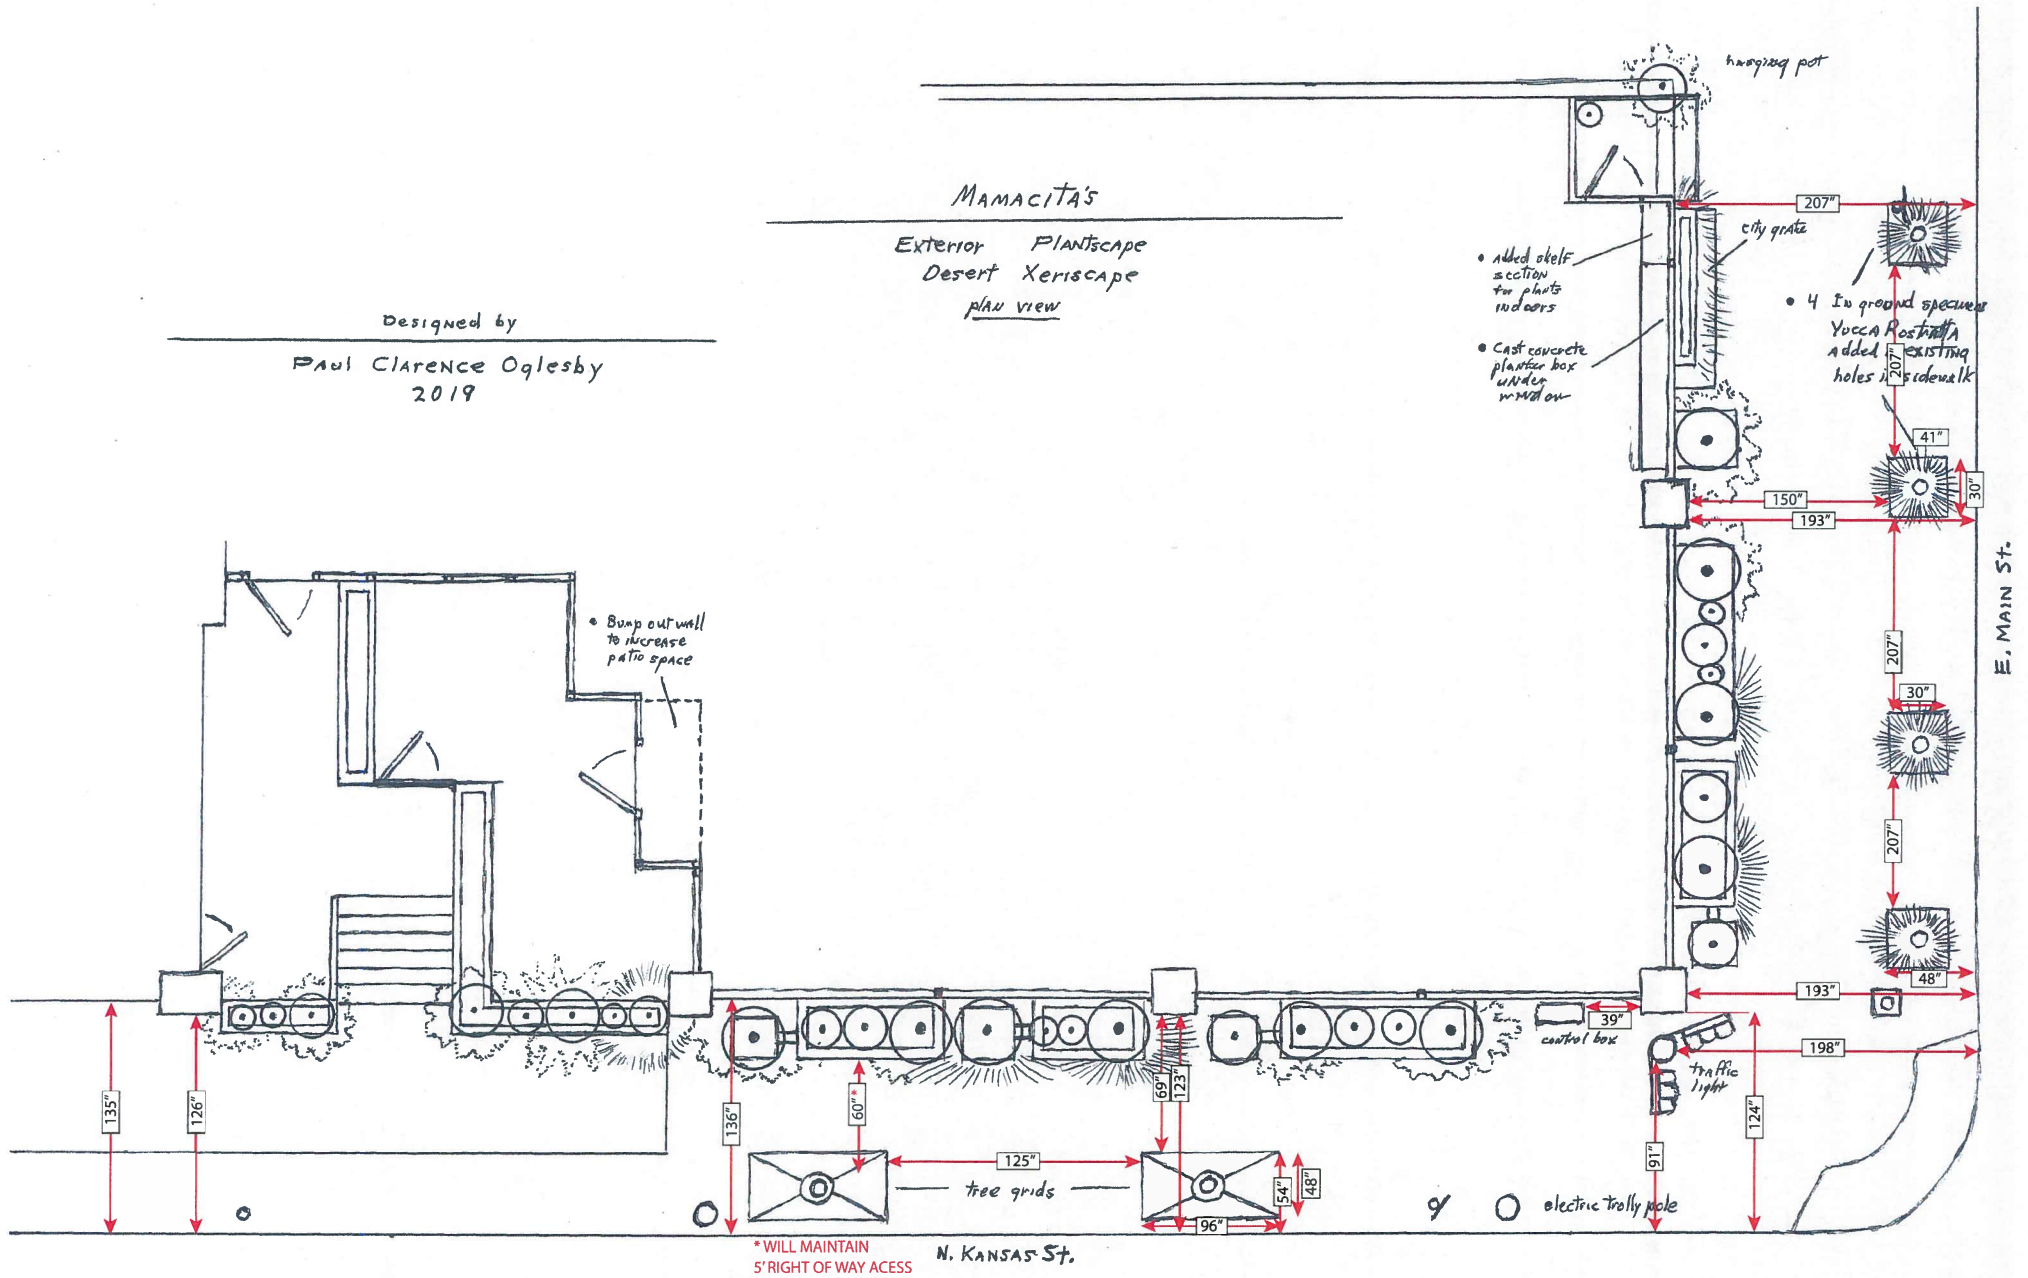 hanging pot
MAMACITA'S
Exterior PLANTSCAPE
Desert Xeriscape
PLAN VIEW
Designed by
PAUL CLARENCE Oglesby
2019
207"
city grate
• Added shelf
section
for plants
indoors
• Cast concrete
planter box
under
window
• 4 In ground specimens
YUCCA Rostratta
Added existing
holes in sidewalk
207"
41"
30"
150"
193"
E. MAIN St.
• Bump out wall
to increase
patio space
207"
30"
207"
48"
193"
39"
control box
198"
traffic
light
135"
126"
136"
60"*
69"
123"
124"
91"
125"
tree grids
54"
48"
96"
electric trolly pole
* WILL MAINTAIN
5' RIGHT OF WAY ACESS
N. KANSAS St.